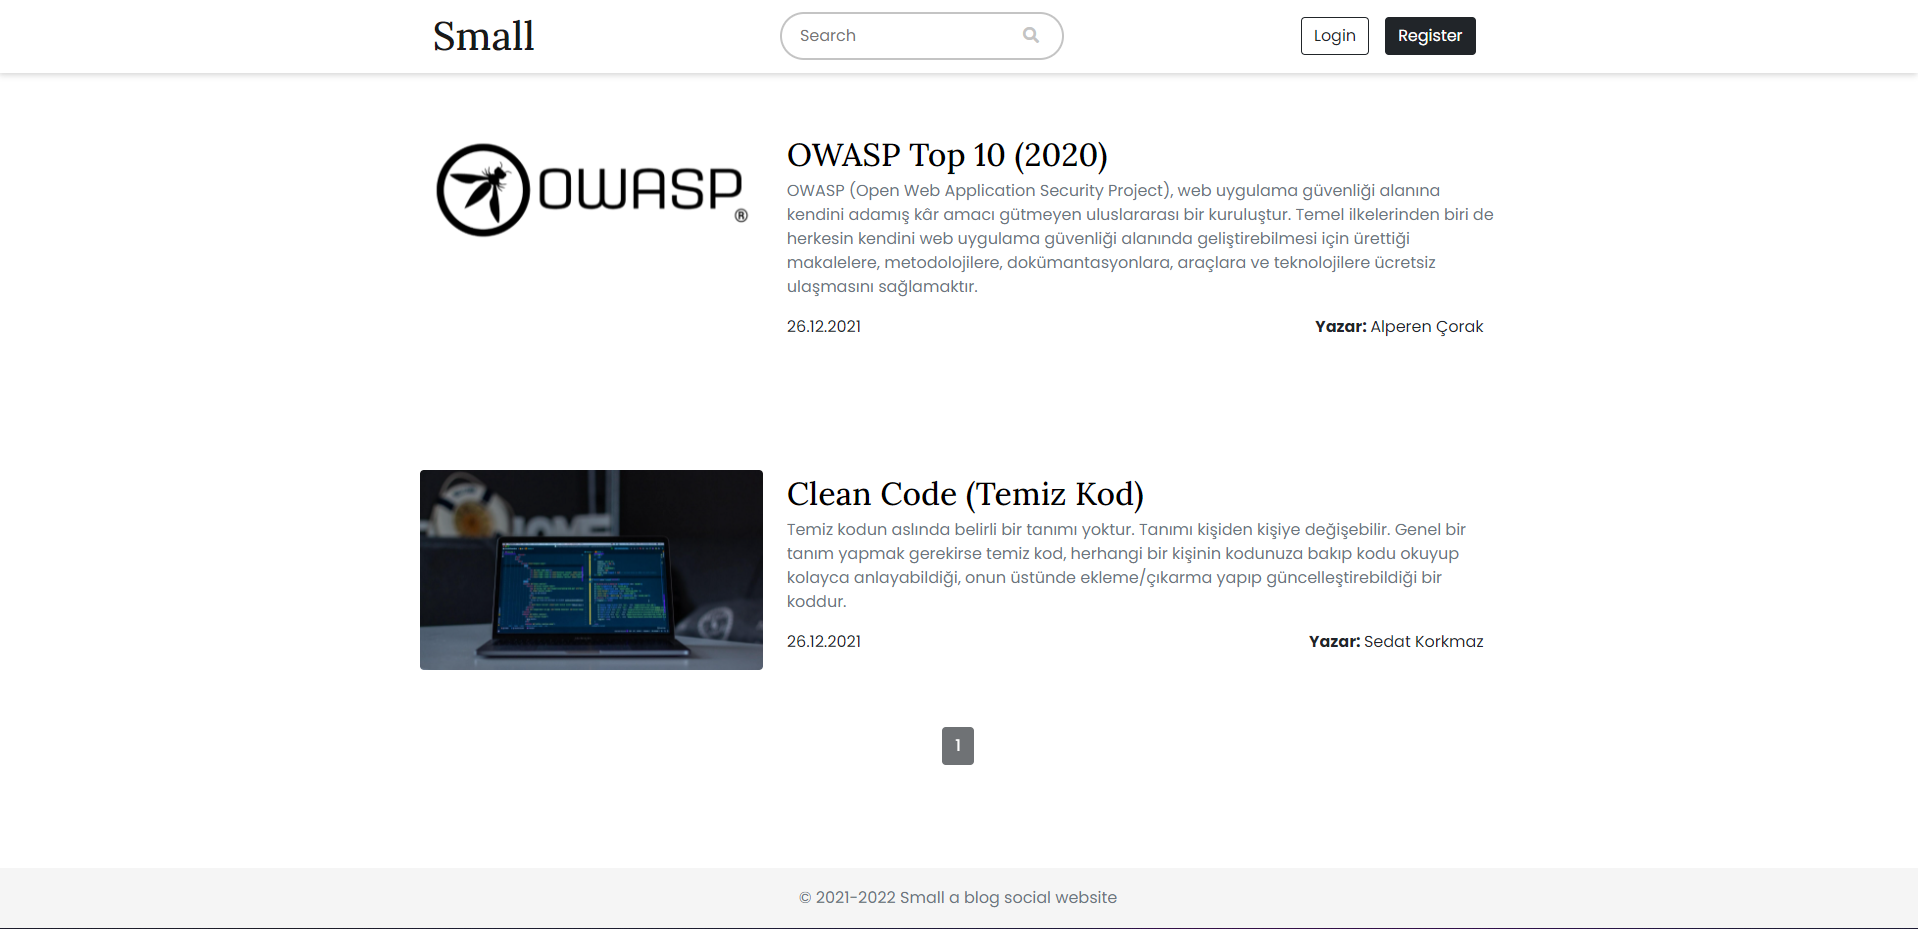 Small
Search
Login
Register
OWASP
®
OWASP Top 10 (2020)
OWASP (Open Web Application Security Project), web uygulama güvenliği alanına
kendini adamış kâr amacı gütmeyen uluslararası bir kuruluştur. Temel ilkelerinden biri de
herkesin kendini web uygulama güvenliği alanında geliştirebilmesi için ürettiği
makalelere, metodolojilere, dokümantasyonlara, araçlara ve teknolojilere ücretsiz
ulaşmasını sağlamaktır.
26.12.2021
Yazar: Alperen Çorak
Clean Code (Temiz Kod)
Temiz kodun aslında belirli bir tanımı yoktur. Tanımı kişiden kişiye değişebilir. Genel bir
tanım yapmak gerekirse temiz kod, herhangi bir kişinin kodunuza bakıp kodu okuyup
kolayca anlayabildiği, onun üstünde ekleme/çıkarma yapıp güncelleştirebildiği bir
koddur.
26.12.2021
Yazar: Sedat Korkmaz
1
© 2021-2022 Small a blog social website